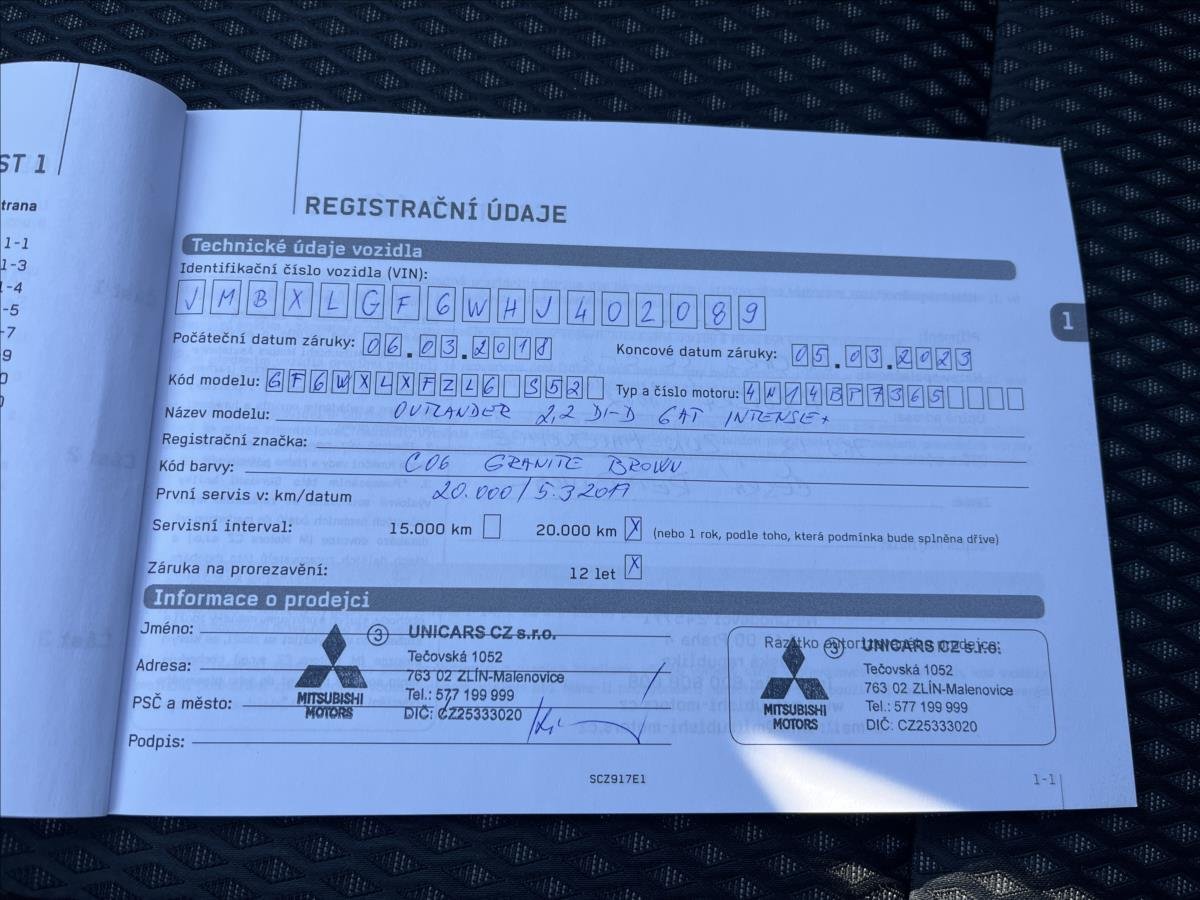 ST 1
trana
1-1
1-3
1-4
-5
-7
-9
0
0
REGISTRAČNÍ ÚDAJE
Technické údaje vozidla
Identifikační číslo vozidla (VIN):
JMBXLGF6WHJ402089
Počáteční datum záruky: 06.03.2018 Koncové datum záruky: 05.03.2023
Kód modelu: GF6WXLXFZL6 S52 Typ a číslo motoru: 4N14BP7365
Název modelu: OUTLANDER 2,2 DI-D 6AT INTENSE+
Registrační značka:
Kód barvy: C06 GRANITE BROWN
První servis v: km/datum 20.000/5.3.2019
Servisní interval: 15.000 km 20.000 km X (nebo 1 rok, podle toho, která podmínka bude splněna dříve)
Záruka na prorezavění: 12 let X
1
Informace o prodejci
Jméno:
Adresa:
PSČ a město:
Podpis:
MITSUBISHI
MOTORS
3 UNICARS CZ s.r.o.
Tečovská 1052
763 02 ZLÍN-Malenovice
Tel.: 577 199 999
DIČ: CZ25333020
Razítko autorizovaného prodejce:
MITSUBISHI
MOTORS
3 UNICARS CZ s.r.o.
Tečovská 1052
763 02 ZLÍN-Malenovice
Tel.: 577 199 999
DIČ: CZ25333020
SCZ917E1
1-1